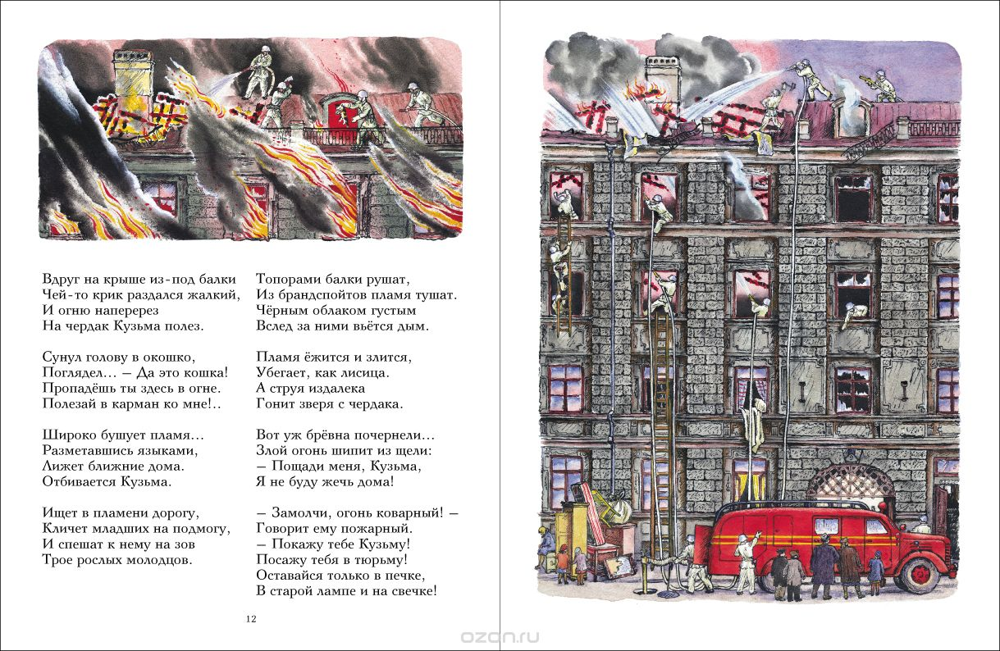 Вдруг на крыше из-под балки
Чей-то крик раздался жалкий,
И огню наперерез
На чердак Кузьма полез.
Сунул голову в окошко,
Поглядел... – Да это кошка!
Пропадёшь ты здесь в огне.
Полезай в карман ко мне!..
Широко бушует пламя...
Разметавшись языками,
Лижет ближние дома.
Отбивается Кузьма.
Ищет в пламени дорогу,
Кличет младших на подмогу,
И спешат к нему на зов
Трое рослых молодцов.
Топорами балки рушат,
Из брандспойтов пламя тушат.
Чёрным облаком густым
Вслед за ними вьётся дым.
Пламя ёжится и злится,
Убегает, как лисица.
А струя издалека
Гонит зверя с чердака.
Вот уж брёвна почернели...
Злой огонь шипит из щели:
– Пощади меня, Кузьма,
Я не буду жечь дома!
– Замолчи, огонь коварный! –
Говорит ему пожарный.
– Покажу тебе Кузьму!
Посажу тебя в тюрьму!
Оставайся только в печке,
В старой лампе и на свечке!
12
ozon.ru